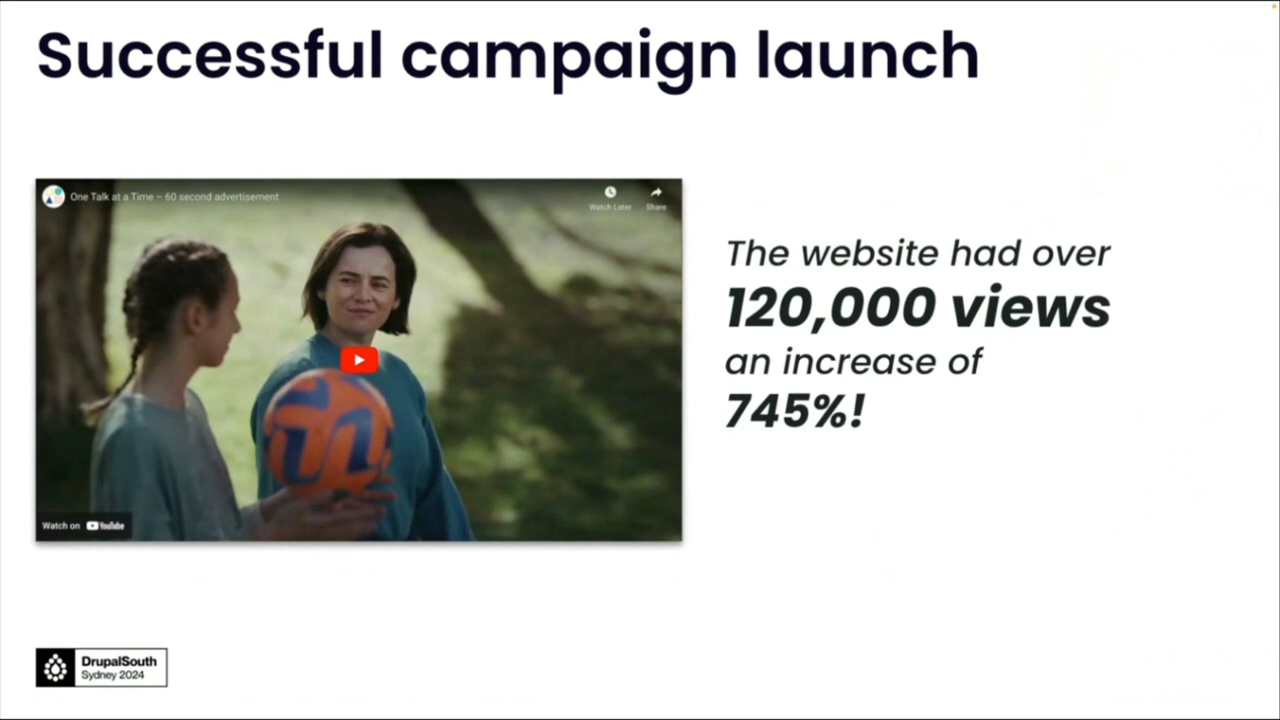 Successful campaign launch
One Talk at a Time – 60 second advertisement
Watch Later
Share
The website had over
120,000 views
an increase of
745%!
Watch on YouTube
DrupalSouth
Sydney 2024